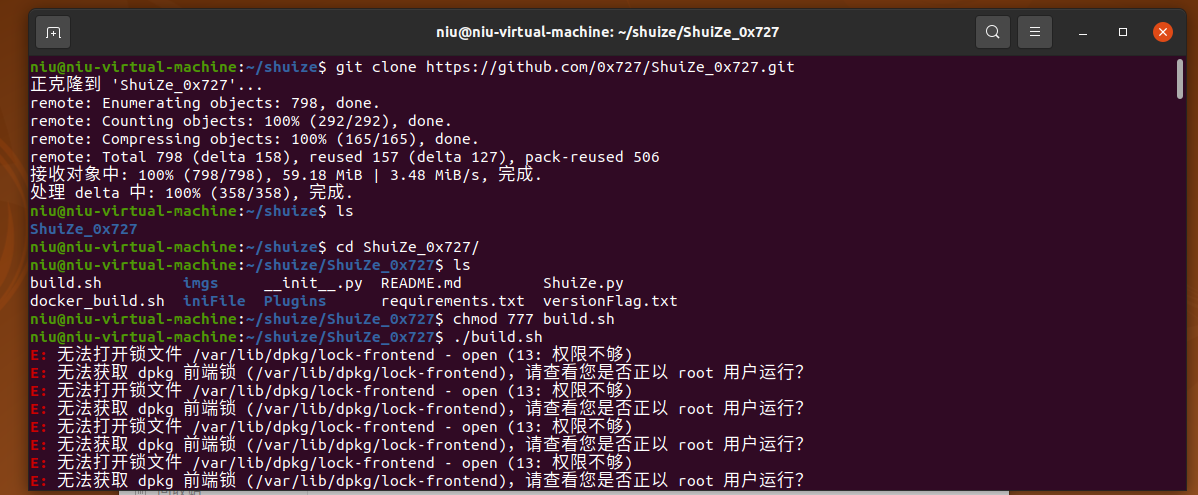 niu@niu-virtual-machine: ~/shuize/ShuiZe_0x727
niu@niu-virtual-machine:~/shuize$ git clone https://github.com/0x727/ShuiZe_0x727.git
正克隆到 'ShuiZe_0x727'...
remote: Enumerating objects: 798, done.
remote: Counting objects: 100% (292/292), done.
remote: Compressing objects: 100% (165/165), done.
remote: Total 798 (delta 158), reused 157 (delta 127), pack-reused 506
接收对象中: 100% (798/798), 59.18 MiB | 3.48 MiB/s, 完成.
处理 delta 中: 100% (358/358), 完成.
niu@niu-virtual-machine:~/shuize$ ls
ShuiZe_0x727
niu@niu-virtual-machine:~/shuize$ cd ShuiZe_0x727/
niu@niu-virtual-machine:~/shuize/ShuiZe_0x727$ ls
build.sh imgs __init__.py README.md ShuiZe.py
docker_build.sh iniFile Plugins requirements.txt versionFlag.txt
niu@niu-virtual-machine:~/shuize/ShuiZe_0x727$ chmod 777 build.sh
niu@niu-virtual-machine:~/shuize/ShuiZe_0x727$ ./build.sh
E: 无法打开锁文件 /var/lib/dpkg/lock-frontend - open (13: 权限不够)
E: 无法获取 dpkg 前端锁 (/var/lib/dpkg/lock-frontend)，请查看您是否正以 root 用户运行？
E: 无法打开锁文件 /var/lib/dpkg/lock-frontend - open (13: 权限不够)
E: 无法获取 dpkg 前端锁 (/var/lib/dpkg/lock-frontend)，请查看您是否正以 root 用户运行？
E: 无法打开锁文件 /var/lib/dpkg/lock-frontend - open (13: 权限不够)
E: 无法获取 dpkg 前端锁 (/var/lib/dpkg/lock-frontend)，请查看您是否正以 root 用户运行？
E: 无法打开锁文件 /var/lib/dpkg/lock-frontend - open (13: 权限不够)
E: 无法获取 dpkg 前端锁 (/var/lib/dpkg/lock-frontend)，请查看您是否正以 root 用户运行？